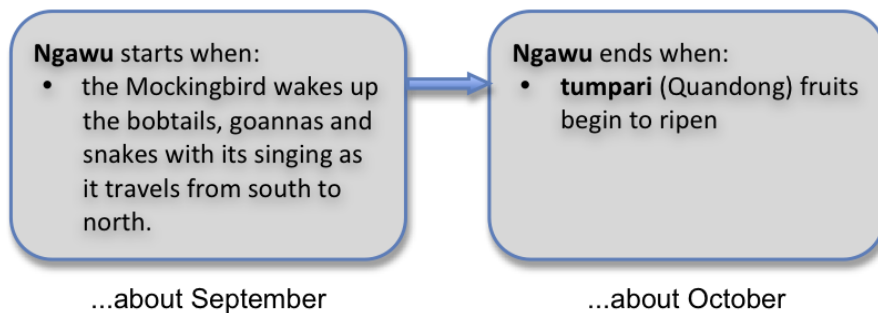 Ngawu starts when:
• the Mockingbird wakes up
the bobtails, goannas and
snakes with its singing as
it travels from south to
north.
...about September
Ngawu ends when:
• tumpari (Quandong) fruits
begin to ripen
...about October